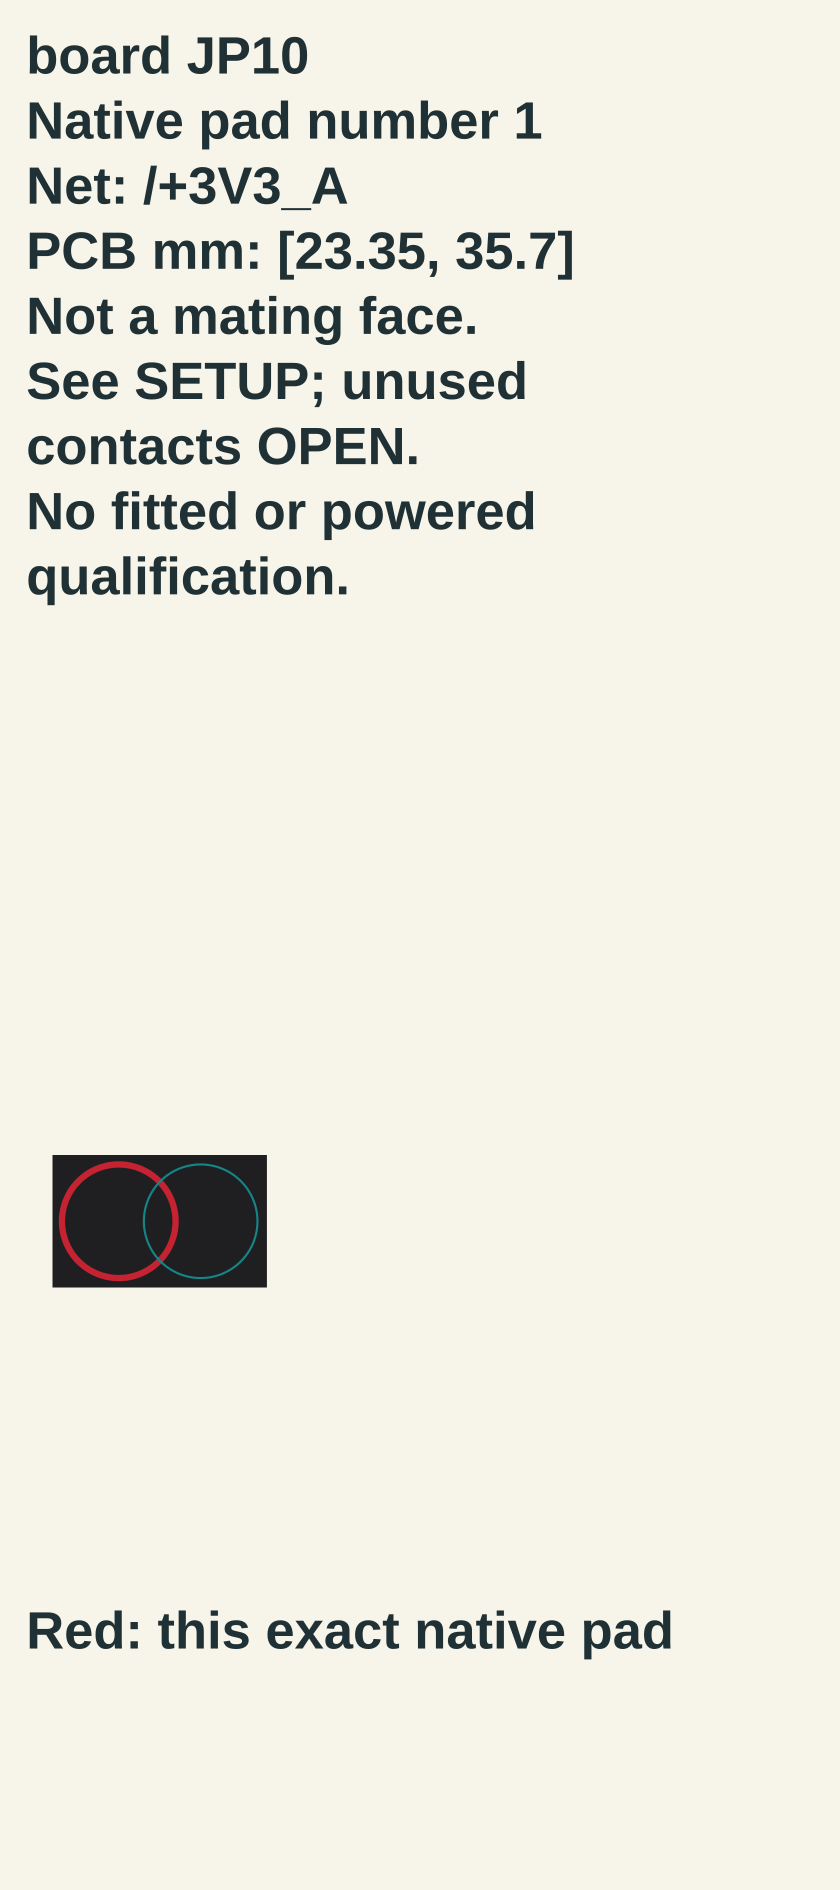 board JP10
Native pad number 1
Net: /+3V3_A
PCB mm: [23.35, 35.7]
Not a mating face.
See SETUP; unused
contacts OPEN.
No fitted or powered
qualification.
Red: this exact native pad